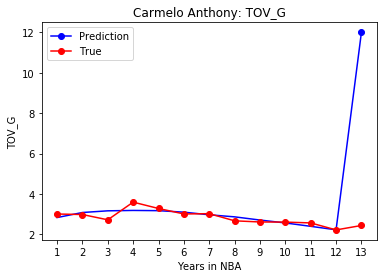 Carmelo Anthony: TOV_G
Prediction
True
12
10
8
6
4
2
TOV_G
1 2 3 4 5 6 7 8 9 10 11 12 13
Years in NBA